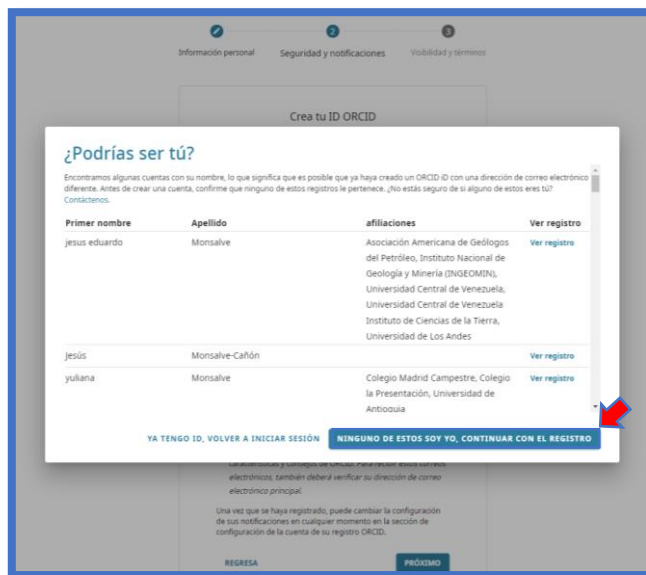 2
3
Información personal
Seguridad y notificaciones
Visibilidad y términos
Crea tu ID ORCID
¿Podrías ser tú?
Encontramos algunas cuentas con su nombre, lo que significa que es posible que ya haya creado un ORCID iD con una dirección de correo electrónico
diferente. Antes de crear una cuenta, confirme que ninguno de estos registros le pertenece. ¿No estás seguro de si alguno de estos eres tú?
Contáctenos.
Primer nombre Apellido afiliaciones Ver registro
jesus eduardo Monsalve Asociación Americana de Geólogos Ver registro
del Petróleo, Instituto Nacional de
Geología y Minería (INGEOMIN),
Universidad Central de Venezuela,
Universidad Central de Venezuela
Instituto de Ciencias de la Tierra,
Universidad de Los Andes
Jesús Monsalve-Cañón Ver registro
yuliana Monsalve Colegio Madrid Campestre, Colegio Ver registro
la Presentación, Universidad de
Antioquia
YA TENGO ID, VOLVER A INICIAR SESIÓN NINGUNO DE ESTOS SOY YO, CONTINUAR CON EL REGISTRO
características y consejos de ORCID. Para recibir estos correos
electrónicos, también deberá verificar su dirección de correo
electrónico principal.
Una vez que se haya registrado, puede cambiar la configuración
de sus notificaciones en cualquier momento en la sección de
configuración de la cuenta de su registro ORCID.
REGRESA PRÓXIMO